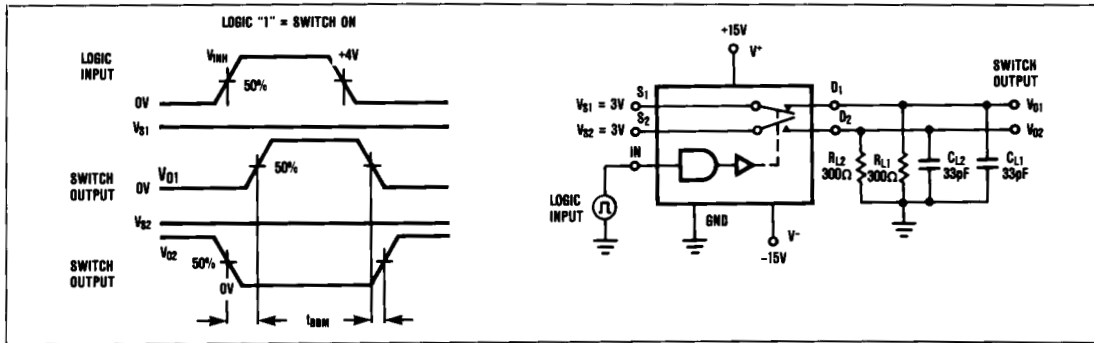 LOGIC "1" = SWITCH ON
LOGIC
INPUT
VINH
50%
+4V
0V
VS1
SWITCH
OUTPUT
VO1
0V
50%
VS2
SWITCH
OUTPUT
VO2
50%
0V
tBBM
+15V
V+
SWITCH
OUTPUT
S1
D1
VS1 = 3V
VO1
S2
D2
VS2 = 3V
VO2
IN
RL2
300Ω
RL1
300Ω
CL2
33pF
CL1
33pF
LOGIC
INPUT
GND
V-
-15V